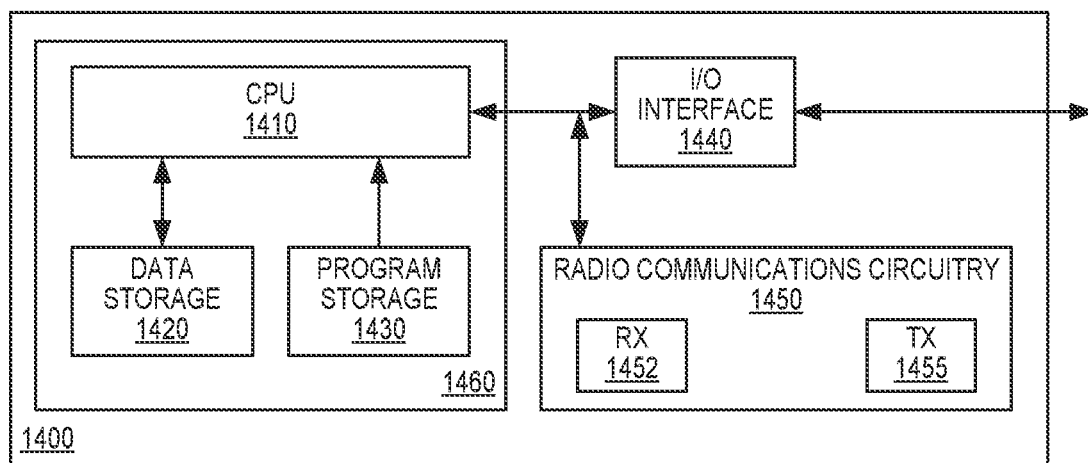 CPU
1410
I/O
INTERFACE
1440
DATA
STORAGE
1420
PROGRAM
STORAGE
1430
RADIO COMMUNICATIONS CIRCUITRY
1450
RX
1452
TX
1455
1460
1400